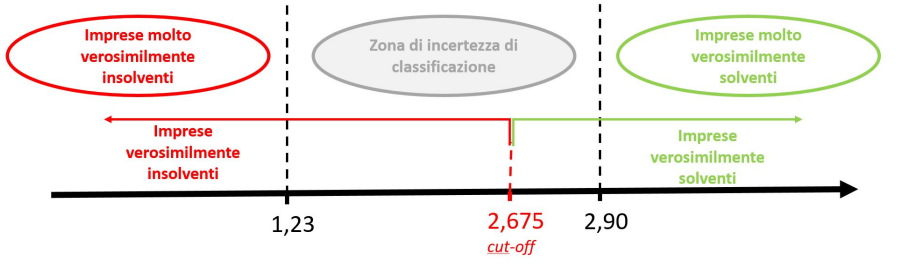 Imprese molto
verosimilmente
insolventi
Zona di incertezza di
classificazione
Imprese molto
verosimilmente
solventi
Imprese
verosimilmente
insolventi
Imprese
verosimilmente
solventi
1,23
2,675
cut-off
2,90